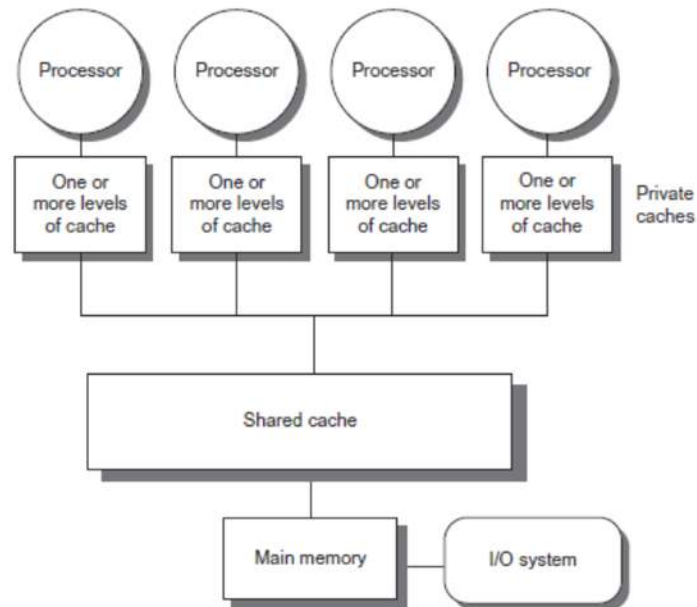 Processor
Processor
Processor
Processor
One or
more levels
of cache
One or
more levels
of cache
One or
more levels
of cache
One or
more levels
of cache
Private
caches
Shared cache
Main memory
I/O system